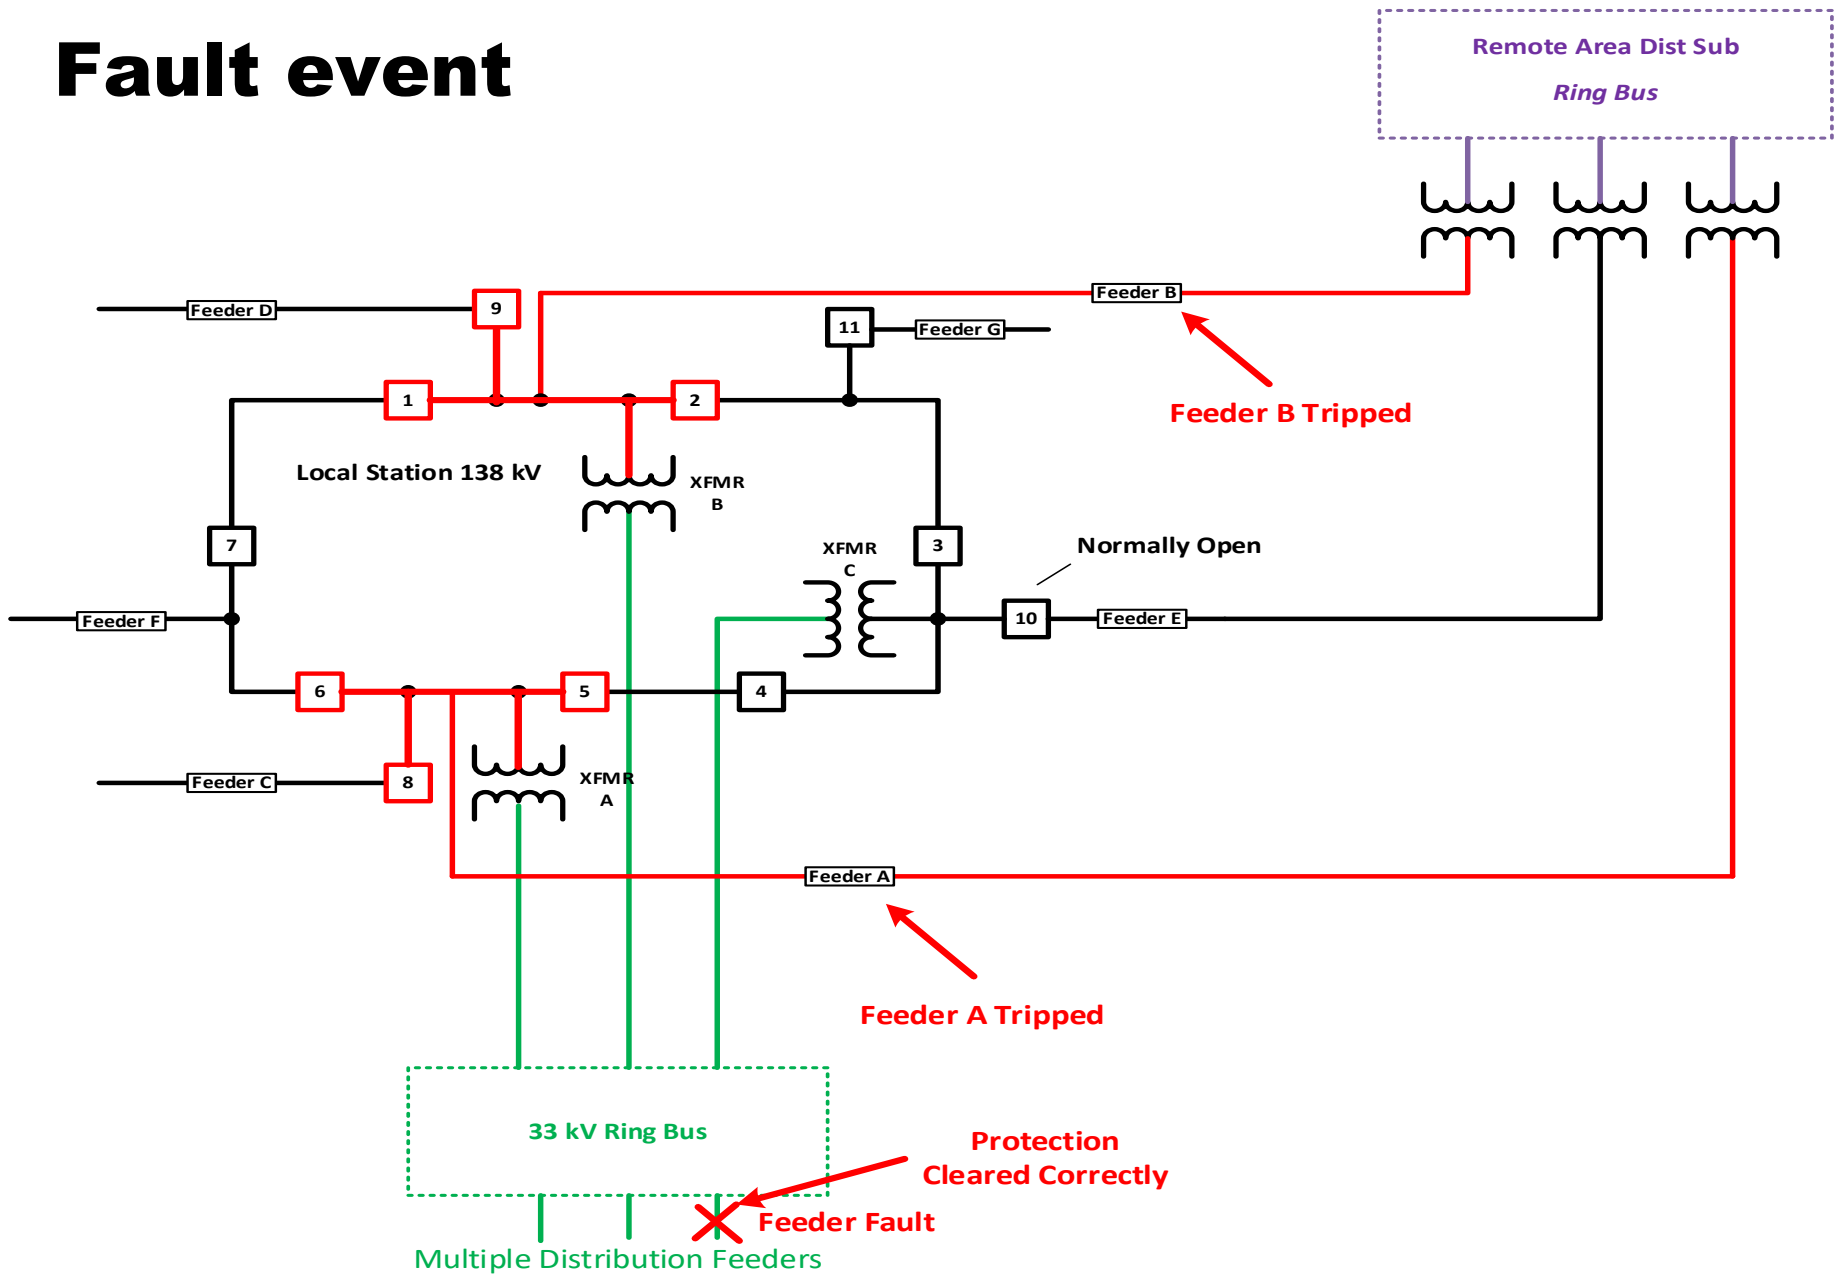 Fault event
Remote Area Dist Sub
Ring Bus
Feeder B
9
Feeder D
11
Feeder G
1
2
Feeder B Tripped
Local Station 138 kV
XFMR
B
7
3
Normally Open
XFMR
C
10
Feeder E
Feeder F
6
5
4
XFMR
A
Feeder C
8
Feeder A
Feeder A Tripped
33 kV Ring Bus
Protection
Cleared Correctly
Feeder Fault
Multiple Distribution Feeders